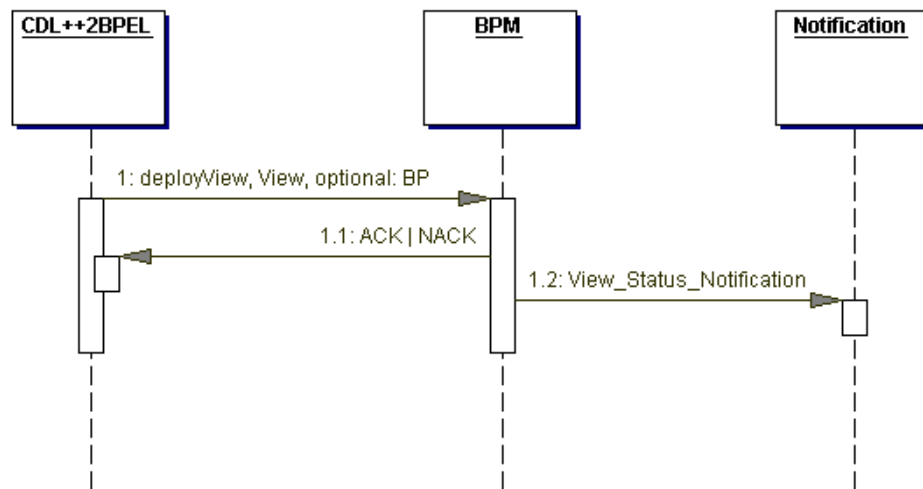 CDL++2BPEL
BPM
Notification
1: deployView, View, optional: BP
1.1: ACK | NACK
1.2: View_Status_Notification